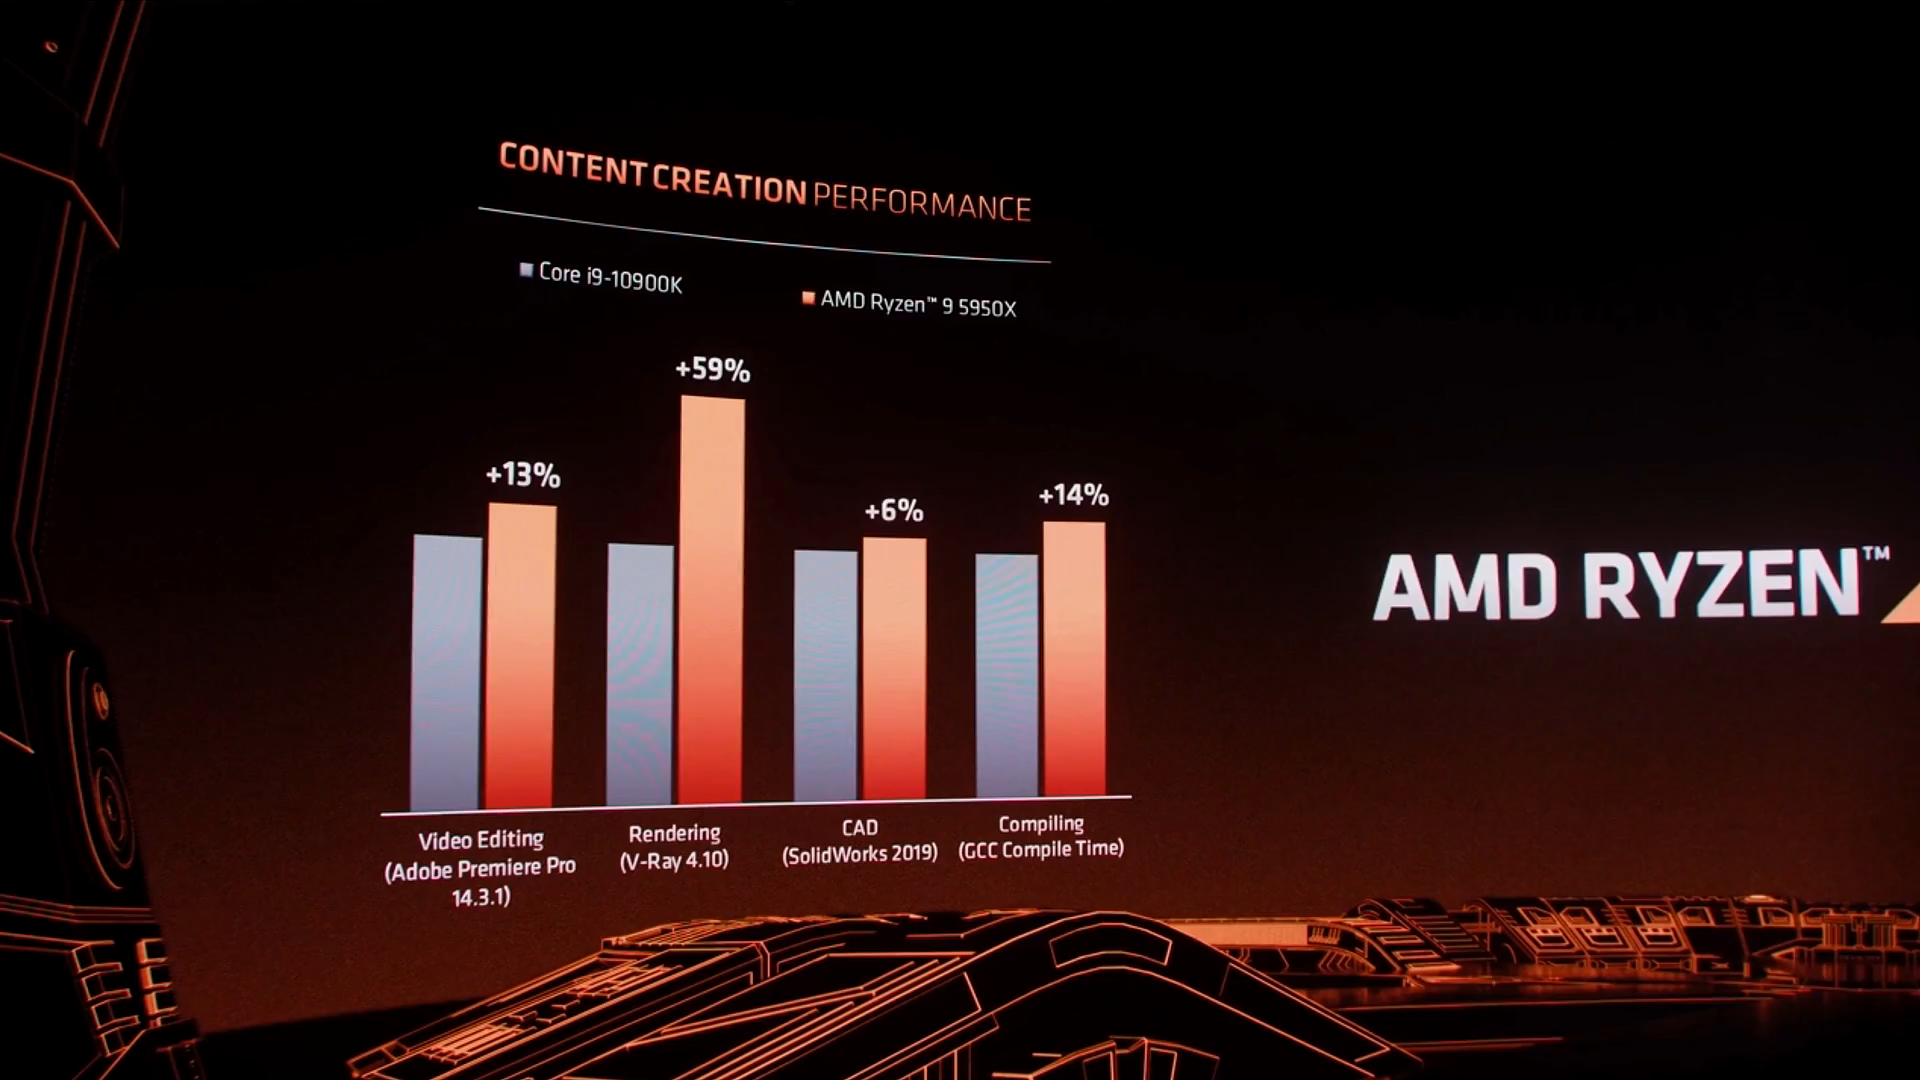 CONTENT CREATION PERFORMANCE
Core i9-10900K
AMD Ryzen™ 9 5950X
+13%
+59%
+6%
+14%
Video Editing
(Adobe Premiere Pro
14.3.1)
Rendering
(V-Ray 4.10)
CAD
(SolidWorks 2019)
Compiling
(GCC Compile Time)
AMD RYZEN™